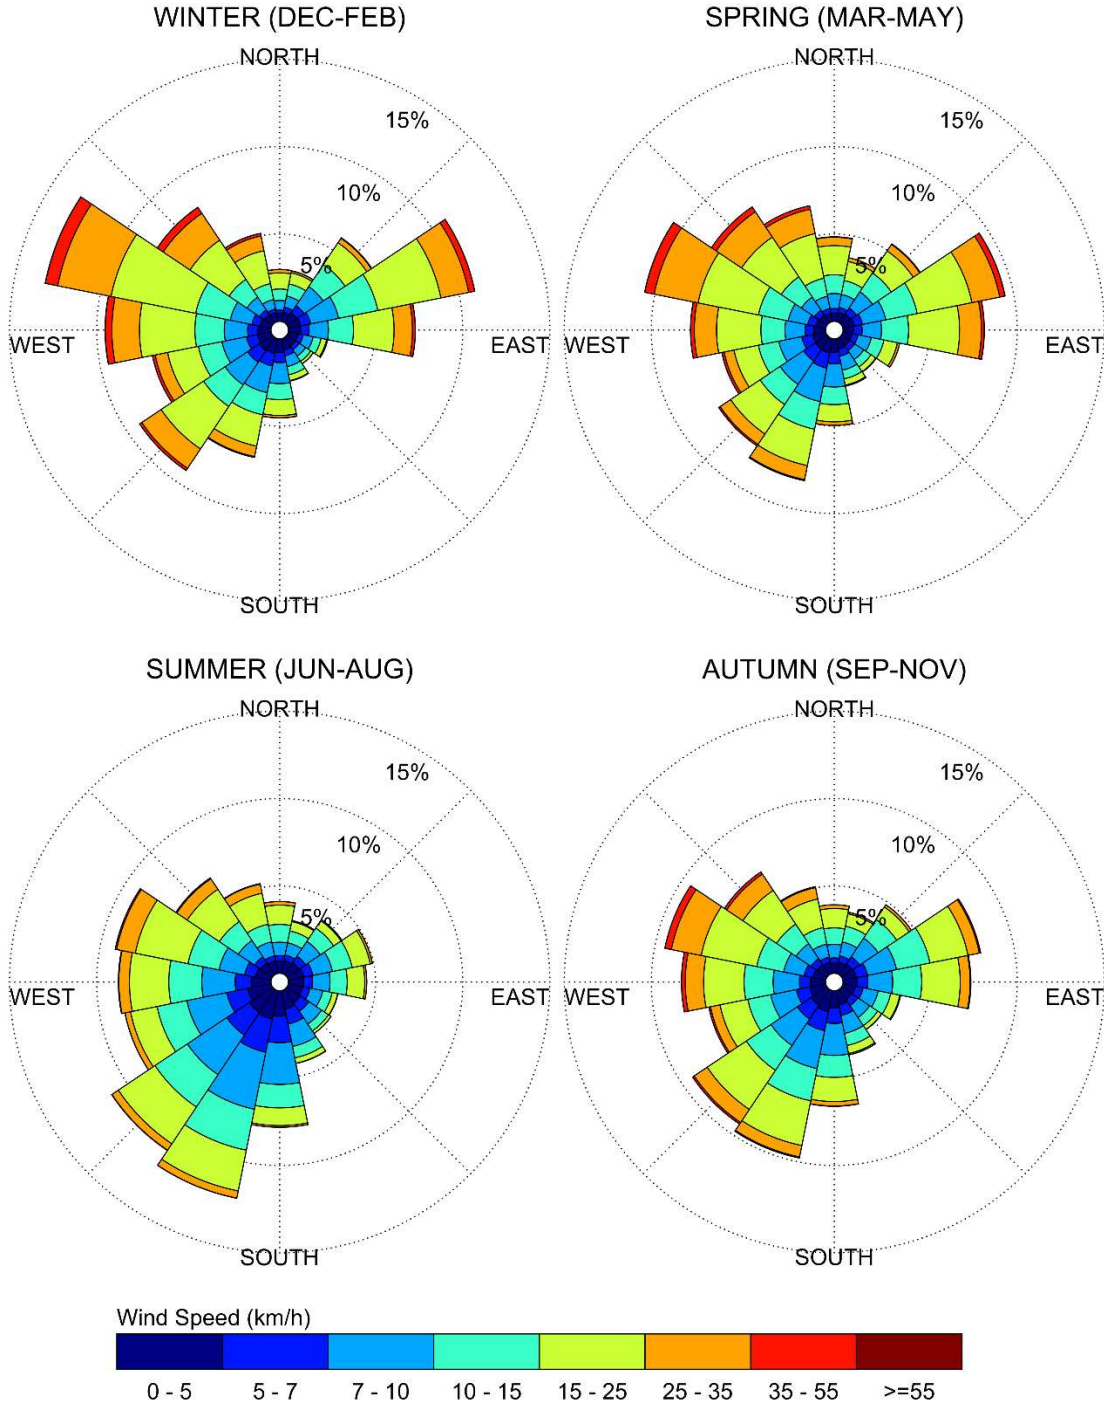 WINTER (DEC-FEB)
NORTH
15%
10%
5%
WEST
EAST
SOUTH
SPRING (MAR-MAY)
NORTH
15%
10%
5%
WEST
EAST
SOUTH
SUMMER (JUN-AUG)
NORTH
15%
10%
5%
WEST
EAST
SOUTH
AUTUMN (SEP-NOV)
NORTH
15%
10%
5%
WEST
EAST
SOUTH
Wind Speed (km/h)
0 - 5 5 - 7 7 - 10 10 - 15 15 - 25 25 - 35 35 - 55 >=55